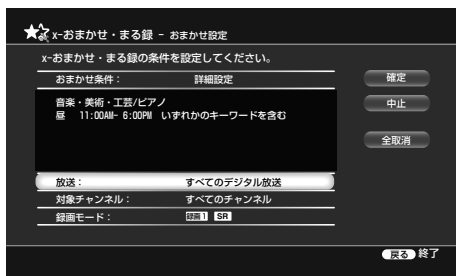 x-おまかせ・まる録 - おまかせ設定
x-おまかせ・まる録の条件を設定してください。
おまかせ条件： 詳細設定
確定
音楽・美術・工芸/ピアノ
昼 11:00AM- 6:00PM いずれかのキーワードを含む
中止
全取消
放送： すべてのデジタル放送
対象チャンネル： すべてのチャンネル
録画モード： 録画1 SR
戻る 終了